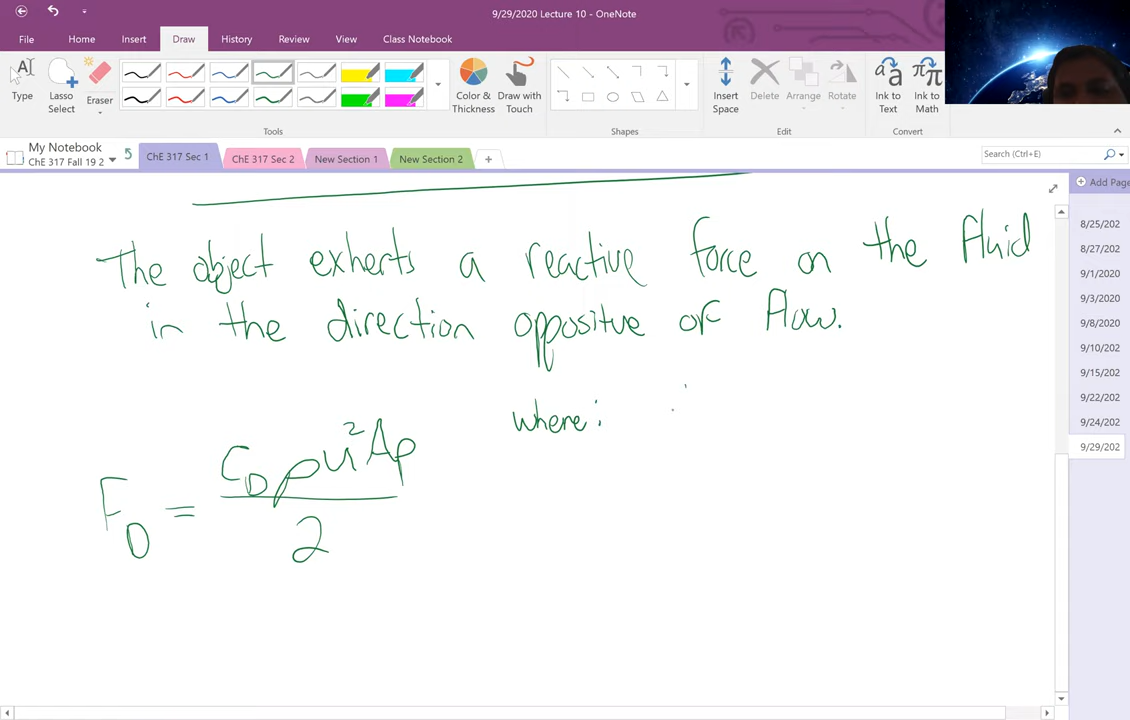 9/29/2020 Lecture 10 - OneNote
File Home Insert Draw History Review View Class Notebook
Type Lasso Select Eraser Color & Thickness Draw with Touch Insert Space Delete Arrange Rotate Ink to Text Ink to Math
Tools Shapes Edit Convert
My Notebook
ChE 317 Fall 19 2
ChE 317 Sec 1 ChE 317 Sec 2 New Section 1 New Section 2 +
Search (Ctrl+E)
Add Page
8/25/202
8/27/202
9/1/2020
9/3/2020
9/8/2020
9/10/202
9/15/202
9/22/202
9/24/202
9/29/202
The object exherts a reactive force on the fluid
in the direction oppositve of flow.
where:
F_D = C_D ρ u² A_p / 2